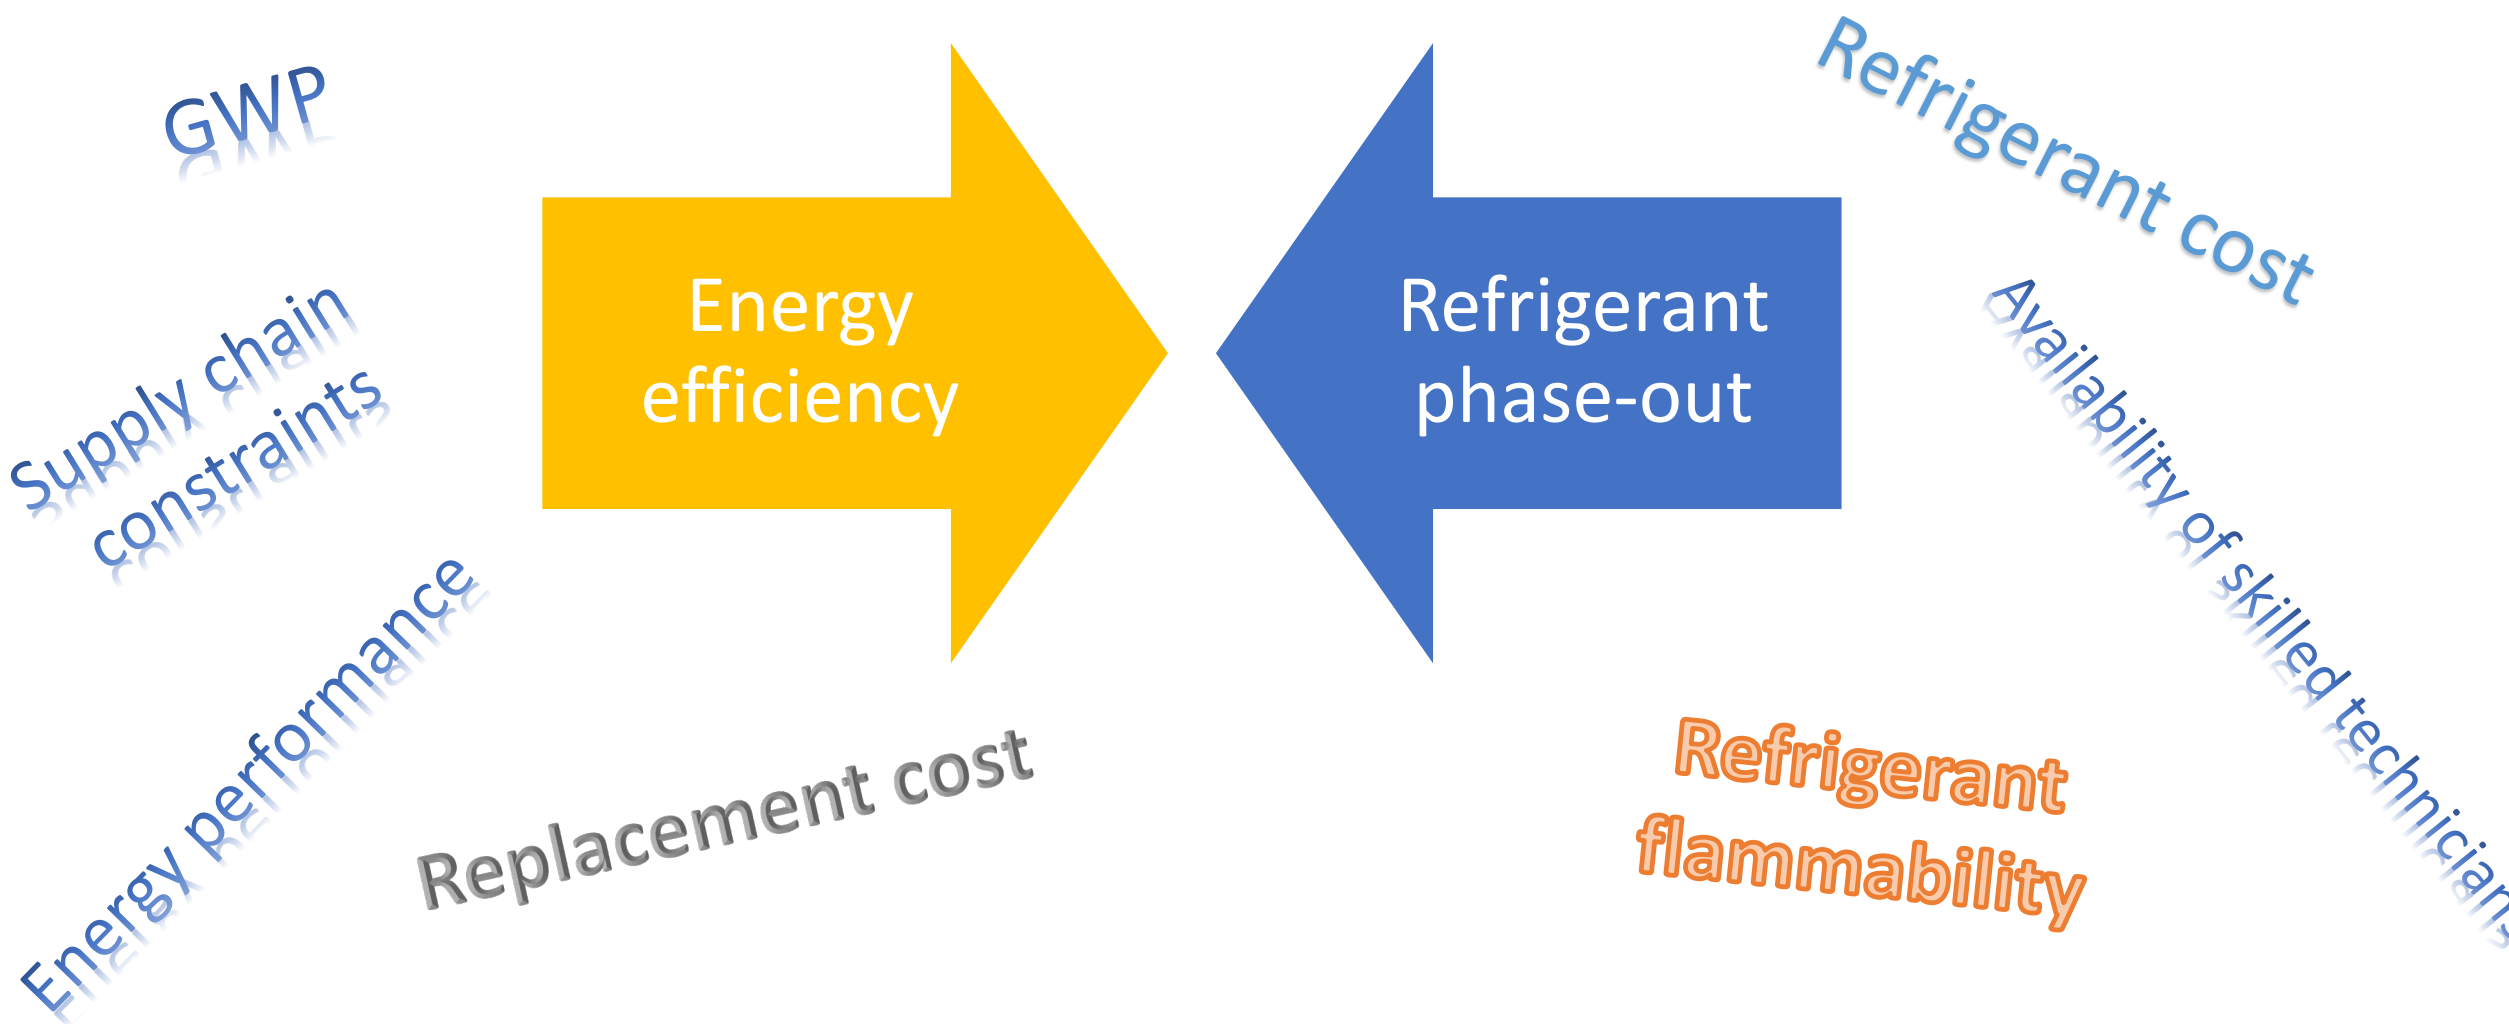 GWP
Supply chain
constraints
Energy performance
Energy
efficiency
Replacement cost
Refrigerant
phase-out
Refrigerant cost
Availability of skilled technicians
Refrigerant
flammability